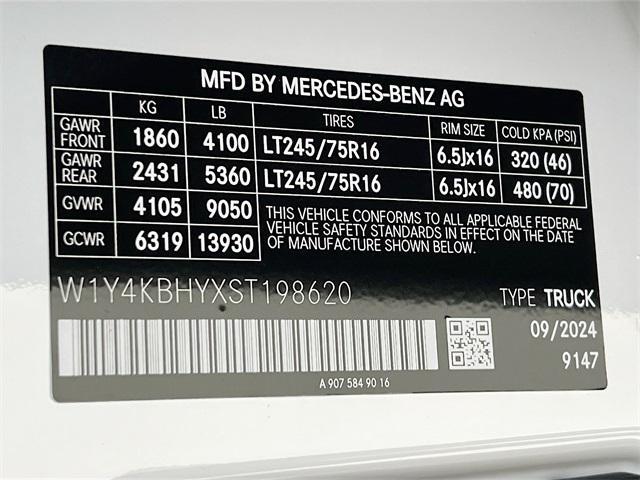 MFD BY MERCEDES-BENZ AG
KG LB TIRES RIM SIZE COLD KPA (PSI)
GAWR FRONT 1860 4100 LT245/75R16 6.5Jx16 320 (46)
GAWR REAR 2431 5360 LT245/75R16 6.5Jx16 480 (70)
GVWR 4105 9050 THIS VEHICLE CONFORMS TO ALL APPLICABLE FEDERAL
VEHICLE SAFETY STANDARDS IN EFFECT ON THE DATE
GCWR 6319 13930 OF MANUFACTURE SHOWN ABOVE.
W1Y4KBHYXST198620 TYPE TRUCK
09/2024
9147
A 907 584 90 16